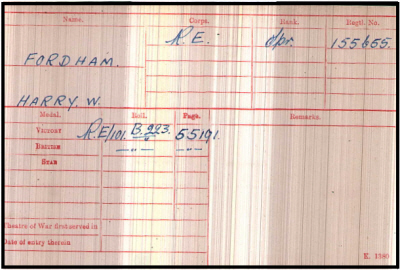 Name. Corps. Rank. Regtl. No.
FORDHAM. R.E. Spr. 155655.
HARRY. W.
Medal. Roll. Page. Remarks.
VICTORY R.E/101. B.223. 55191.
BRITISH —"— —"—
STAR
Theatre of War first served in
Date of entry therein
K. 1380